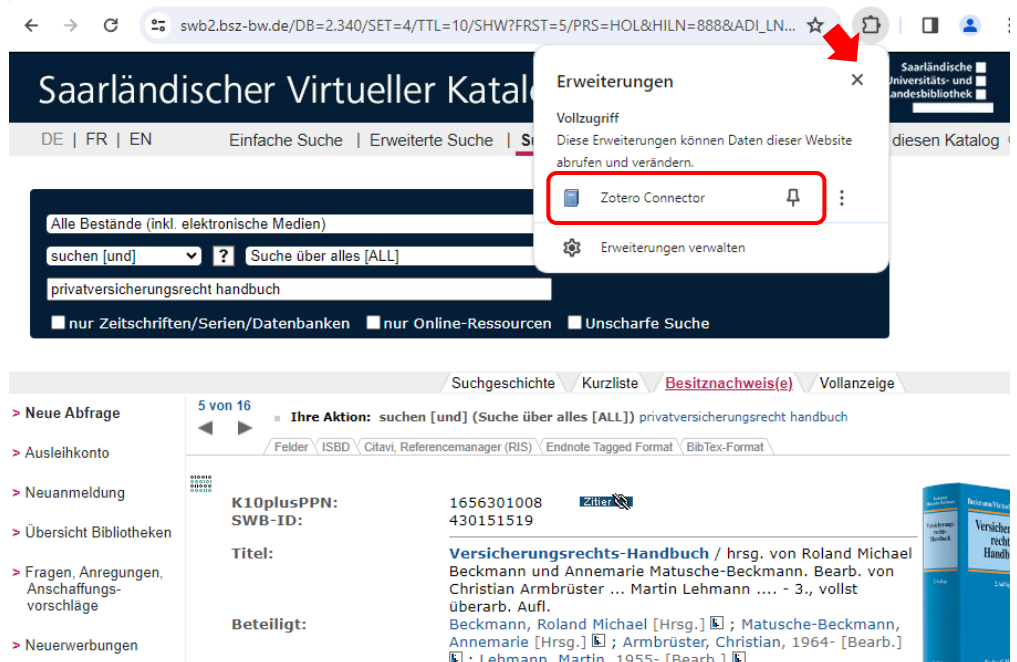 swb2.bsz-bw.de/DB=2.340/SET=4/TTL=10/SHW?FRST=5/PRS=HOL&HILN=888&ADI_LN...
Saarländischer Virtueller Katal
Saarländische
Universitäts- und
Landesbibliothek
DE | FR | EN
Einfache Suche | Erweiterte Suche | Su
diesen Katalog
Erweiterungen
Vollzugriff
Diese Erweiterungen können Daten dieser Website
abrufen und verändern.
Zotero Connector
Erweiterungen verwalten
Alle Bestände (inkl. elektronische Medien)
suchen [und] ? Suche über alles [ALL]
privatversicherungsrecht handbuch
nur Zeitschriften/Serien/Datenbanken nur Online-Ressourcen Unscharfe Suche
Suchgeschichte Kurzliste Besitznachweis(e) Vollanzeige
> Neue Abfrage
> Ausleihkonto
> Neuanmeldung
> Übersicht Bibliotheken
> Fragen, Anregungen,
Anschaffungs-
vorschläge
> Neuerwerbungen
5 von 16
Ihre Aktion: suchen [und] (Suche über alles [ALL]) privatversicherungsrecht handbuch
Felder ISBD Citavi, Referencemanager (RIS) Endnote Tagged Format BibTex-Format
K10plusPPN: 1656301008 Zitier
SWB-ID: 430151519
Titel: Versicherungsrechts-Handbuch / hrsg. von Roland Michael
Beckmann und Annemarie Matusche-Beckmann. Bearb. von
Christian Armbrüster ... Martin Lehmann .... - 3., vollst
überarb. Aufl.
Beteiligt: Beckmann, Roland Michael [Hrsg.] ; Matusche-Beckmann,
Annemarie [Hrsg.] ; Armbrüster, Christian, 1964- [Bearb.]
; Lehmann, Martin, 1955- [Bearb.]
Versicher
recht
Handb